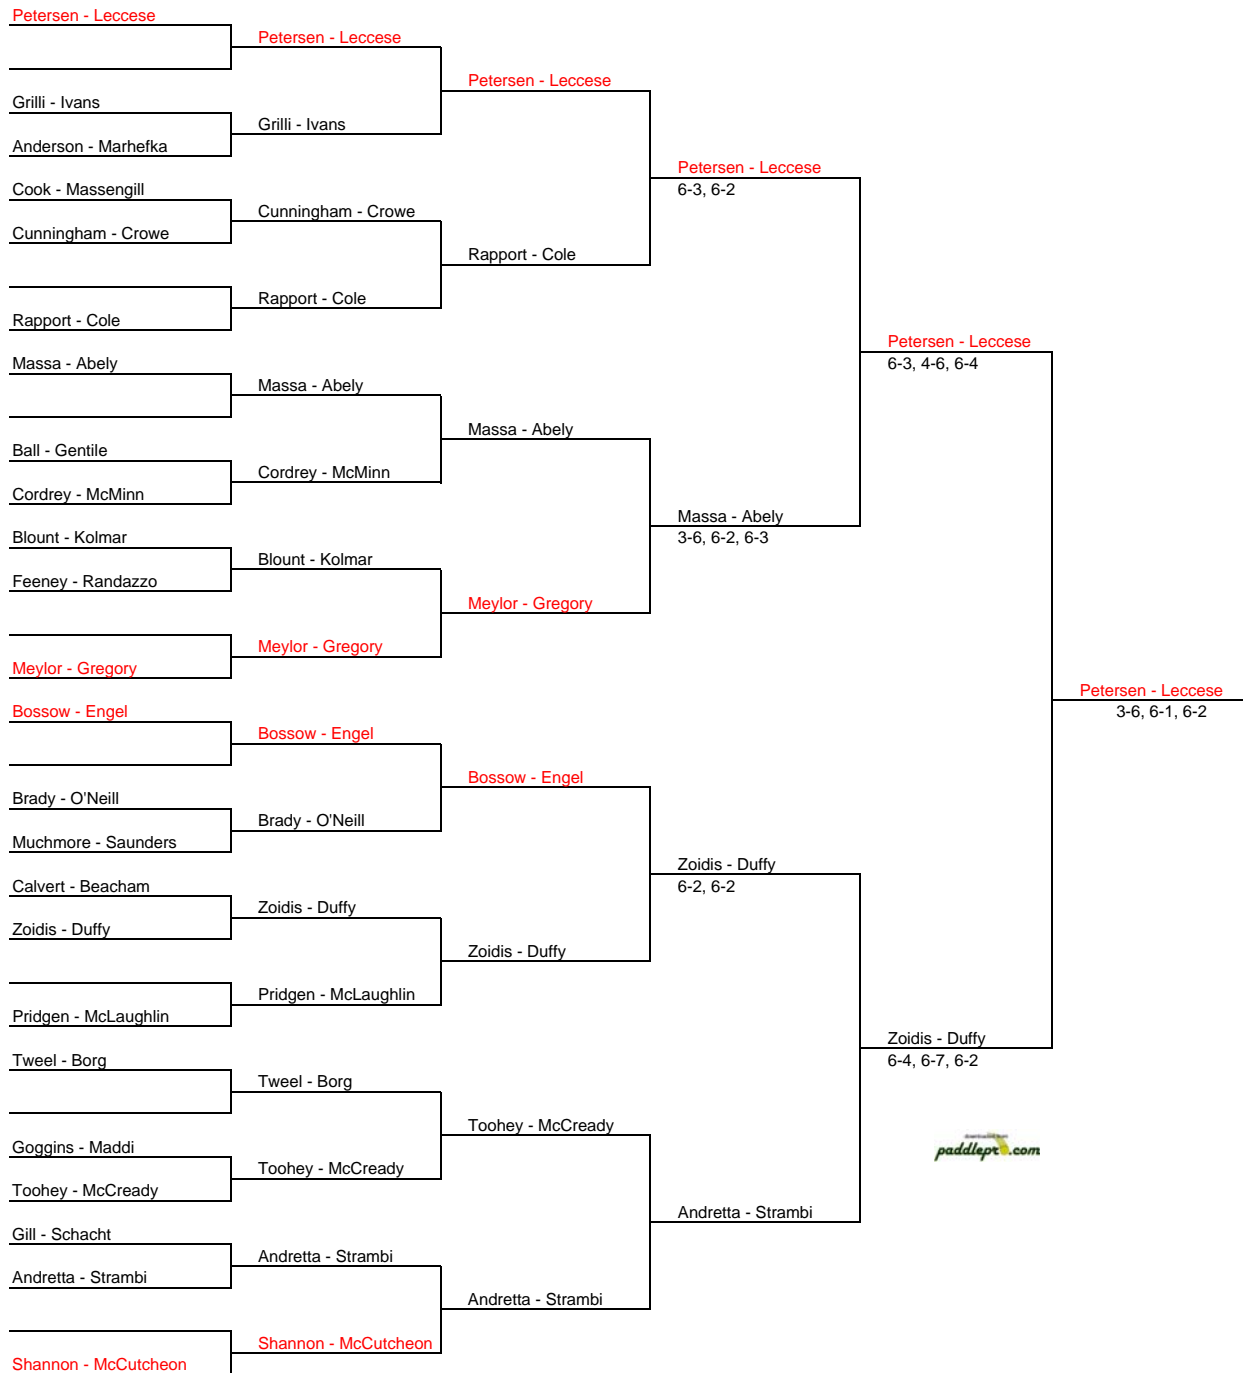 Petersen - Leccese
Petersen - Leccese
Petersen - Leccese
Grilli - Ivans
Grilli - Ivans
Anderson - Marhefka
Petersen - Leccese
Cook - Massengill
6-3, 6-2
Cunningham - Crowe
Cunningham - Crowe
Rapport - Cole
Rapport - Cole
Rapport - Cole
Petersen - Leccese
Massa - Abely
6-3, 4-6, 6-4
Massa - Abely
Massa - Abely
Ball - Gentile
Cordrey - McMinn
Cordrey - McMinn
Massa - Abely
Blount - Kolmar
3-6, 6-2, 6-3
Blount - Kolmar
Feeney - Randazzo
Meylor - Gregory
Meylor - Gregory
Meylor - Gregory
Petersen - Leccese
Bossow - Engel
3-6, 6-1, 6-2
Bossow - Engel
Bossow - Engel
Brady - O'Neill
Brady - O'Neill
Muchmore - Saunders
Zoidis - Duffy
Calvert - Beacham
6-2, 6-2
Zoidis - Duffy
Zoidis - Duffy
Zoidis - Duffy
Pridgen - McLaughlin
Pridgen - McLaughlin
Zoidis - Duffy
Tweel - Borg
6-4, 6-7, 6-2
Tweel - Borg
Toohey - McCready
Goggins - Maddi
downloaded from
paddlepro.com
Toohey - McCready
Toohey - McCready
Andretta - Strambi
Gill - Schacht
Andretta - Strambi
Andretta - Strambi
Andretta - Strambi
Shannon - McCutcheon
Shannon - McCutcheon